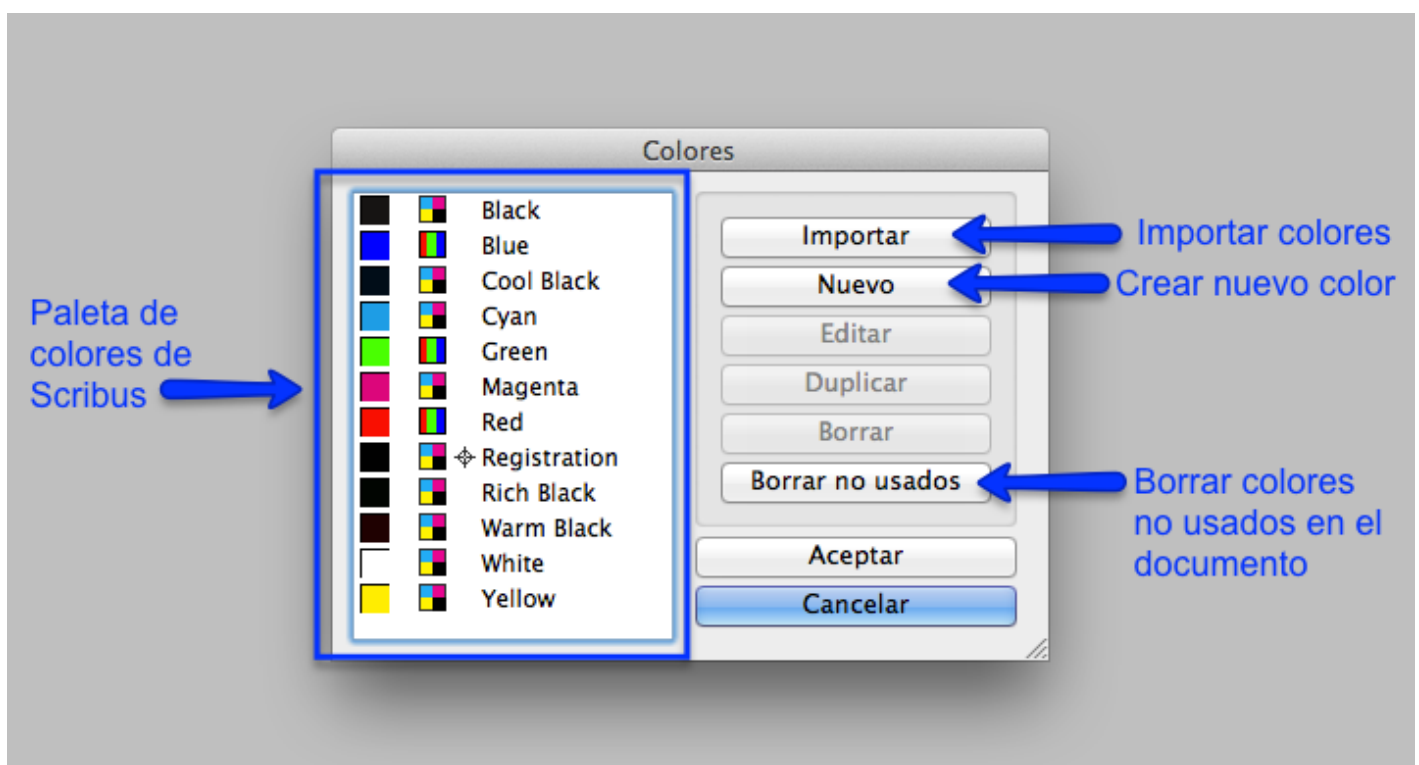 Colores
Paleta de
colores de
Scribus
Black
Blue
Cool Black
Cyan
Green
Magenta
Red
Registration
Rich Black
Warm Black
White
Yellow
Importar
Nuevo
Editar
Duplicar
Borrar
Borrar no usados
Aceptar
Cancelar
Importar colores
Crear nuevo color
Borrar colores
no usados en el
documento